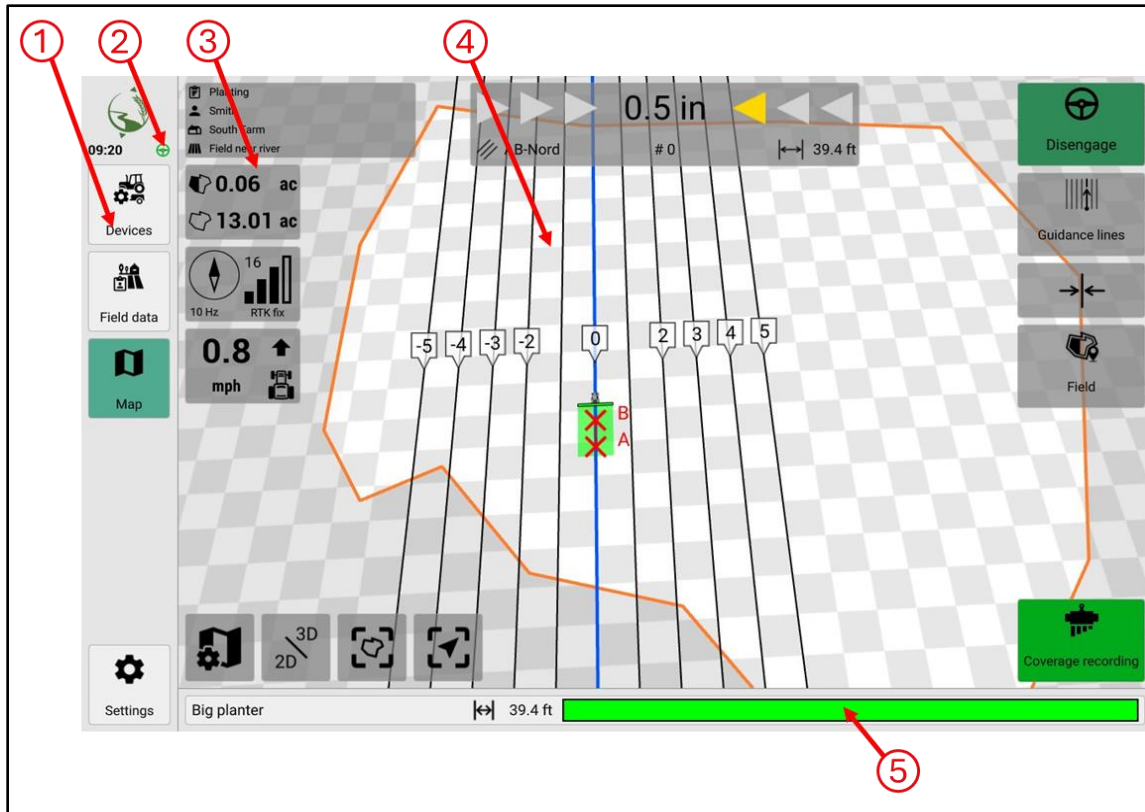 1
2
3
4
09:20
Devices
Field data
Map
Settings
Planting
Smith
South Farm
Field near river
0.06 ac
13.01 ac
16
10 Hz
RTK fix
0.8
mph
0.5 in
AB-Nord
# 0
39.4 ft
-5
-4
-3
-2
0
2
3
4
5
B
A
Disengage
Guidance lines
Field
Coverage recording
3D
2D
Big planter
39.4 ft
5